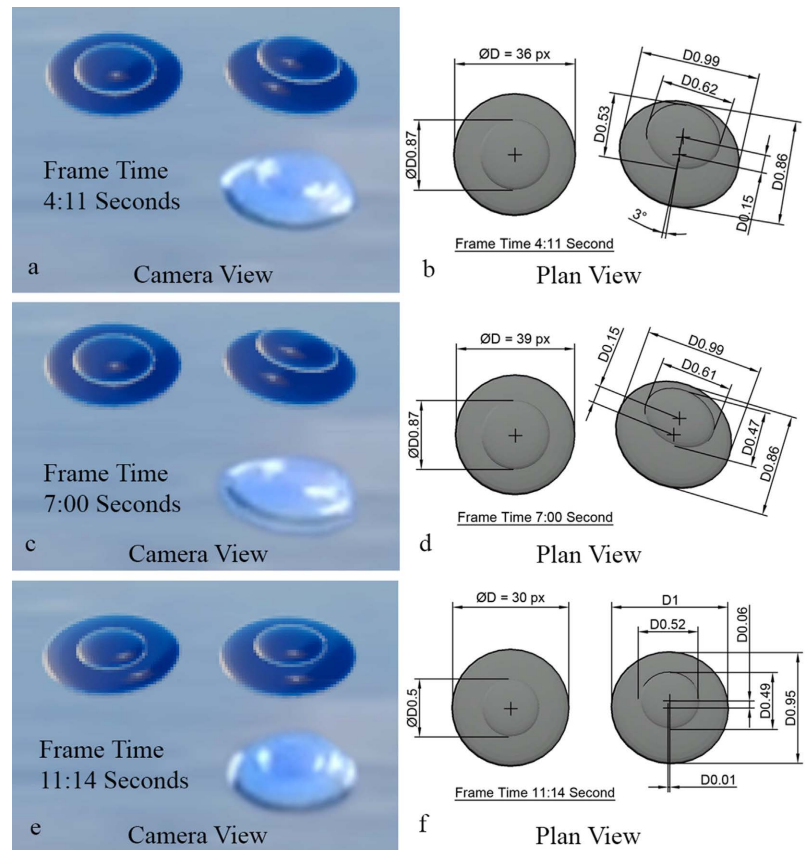 Frame Time
4:11 Seconds
a
Camera View
ØD = 36 px
ØD0.87
D0.99
D0.62
D0.53
D0.86
D0.15
3°
Frame Time 4:11 Second
b
Plan View
Frame Time
7:00 Seconds
c
Camera View
ØD = 39 px
ØD0.87
D0.15
D0.99
D0.61
D0.47
D0.86
Frame Time 7:00 Second
d
Plan View
Frame Time
11:14 Seconds
e
Camera View
ØD = 30 px
ØD0.5
D1
D0.52
D0.06
D0.49
D0.95
D0.01
Frame Time 11:14 Second
f
Plan View